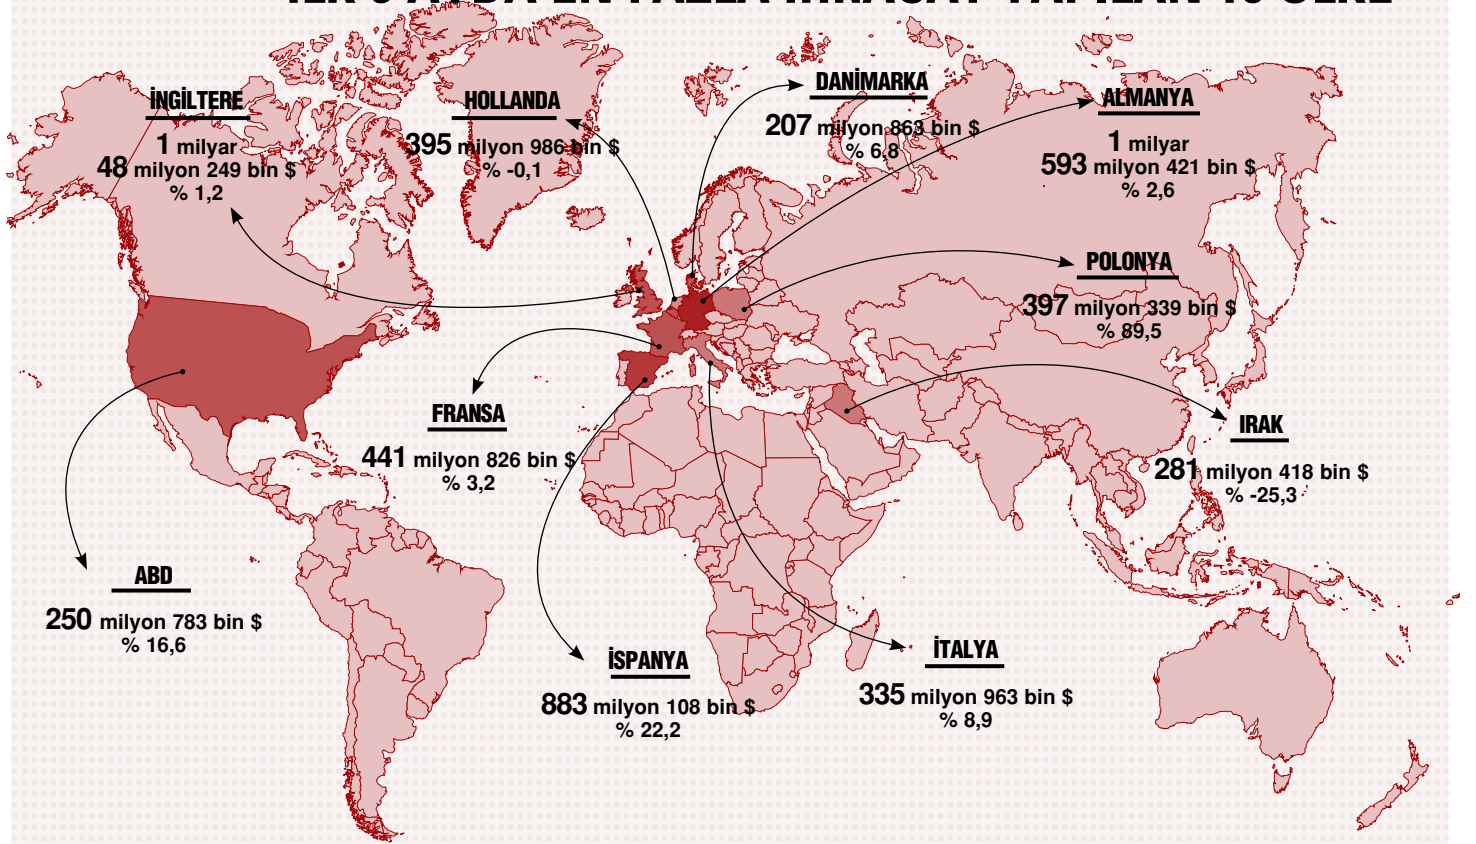 DANİMARKA
207 milyon 863 bin $
% 6,8
ALMANYA
1 milyar
593 milyon 421 bin $
% 2,6
İNGİLTERE
1 milyar
48 milyon 249 bin $
% 1,2
HOLLANDA
395 milyon 986 bin $
% -0,1
POLONYA
397 milyon 339 bin $
% 89,5
FRANSA
441 milyon 826 bin $
% 3,2
IRAK
281 milyon 418 bin $
% -25,3
ABD
250 milyon 783 bin $
% 16,6
İSPANYA
883 milyon 108 bin $
% 22,2
İTALYA
335 milyon 963 bin $
% 8,9